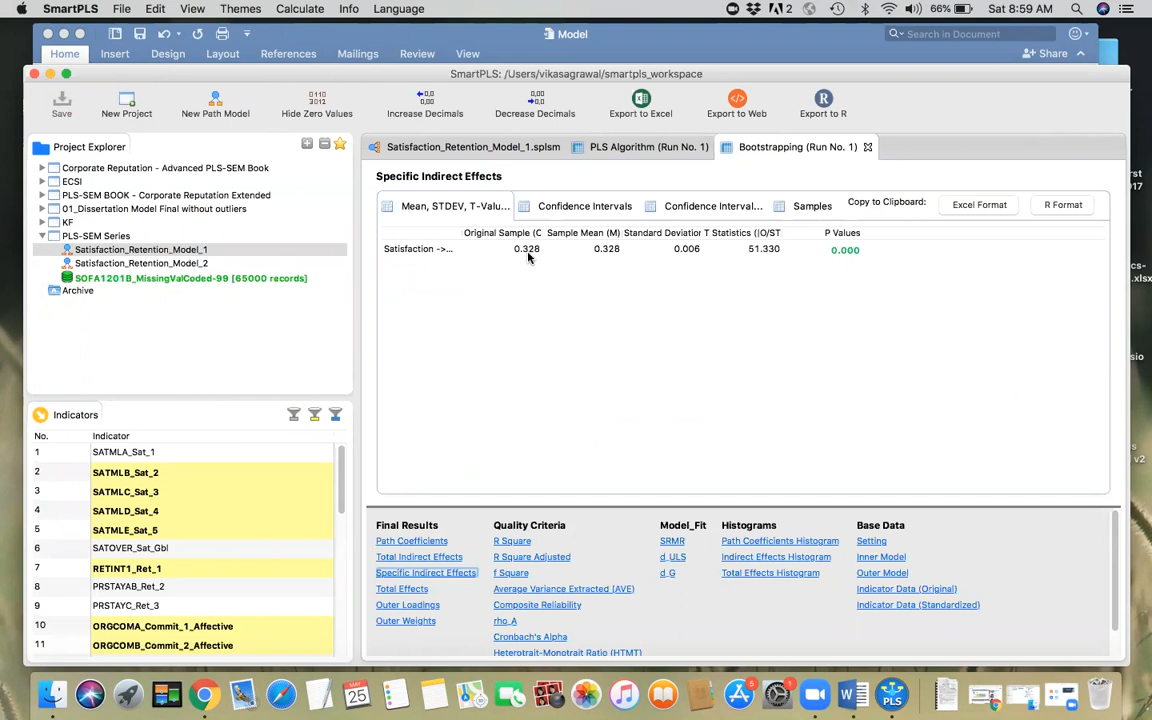 SmartPLS File Edit Views Themes Calculate Info Language 2 66% Sat 8:59 AM
Model Search in Document
Home Insert Design Layout References Mailings Review View Share
SmartPLS: /Users/vikasagrawal/smartpls_workspace
Save New Project New Path Model Hide Zero Values Increase Decimals Decrease Decimals Export to Excel Export to Web Export to R
Project Explorer
Corporate Reputation - Advanced PLS-SEM Book
ECSI
PLS-SEM BOOK - Corporate Reputation Extended
01_Dissertation Model Final without outliers
KF
PLS-SEM Series
Satisfaction_Retention_Model_1
Satisfaction_Retention_Model_2
SOFA1201B_MissingValCoded-99 [65000 records]
Archive
Satisfaction_Retention_Model_1.splsm PLS Algorithm (Run No. 1) Bootstrapping (Run No. 1)
Specific Indirect Effects
Mean, STDEV, T-Valu... Confidence Intervals Confidence Interval... Samples Copy to Clipboard: Excel Format R Format
Original Sample (O Sample Mean (M) Standard Deviation T Statistics (|O/ST P Values
Satisfaction ->... 0.328 0.328 0.006 51.330 0.000
Indicators
No. Indicator
1 SATMLA_Sat_1
2 SATMLB_Sat_2
3 SATMLC_Sat_3
4 SATMLD_Sat_4
5 SATMLE_Sat_5
6 SATOVER_Sat_Gbl
7 RETINT1_Ret_1
8 PRSTAYAB_Ret_2
9 PRSTAYC_Ret_3
10 ORGCOMA_Commit_1_Affective
11 ORGCOMB_Commit_2_Affective
Final Results Quality Criteria Model_Fit Histograms Base Data
Path Coefficients R Square SRMR Path Coefficients Histogram Setting
Total Indirect Effects R Square Adjusted d_ULS Indirect Effects Histogram Inner Model
Specific Indirect Effects f Square d_G Total Effects Histogram Outer Model
Total Effects Average Variance Extracted (AVE) Indicator Data (Original)
Outer Loadings Composite Reliability Indicator Data (Standardized)
Outer Weights rho_A
Cronbach's Alpha
Heterotrait-Monotrait Ratio (HTMT)